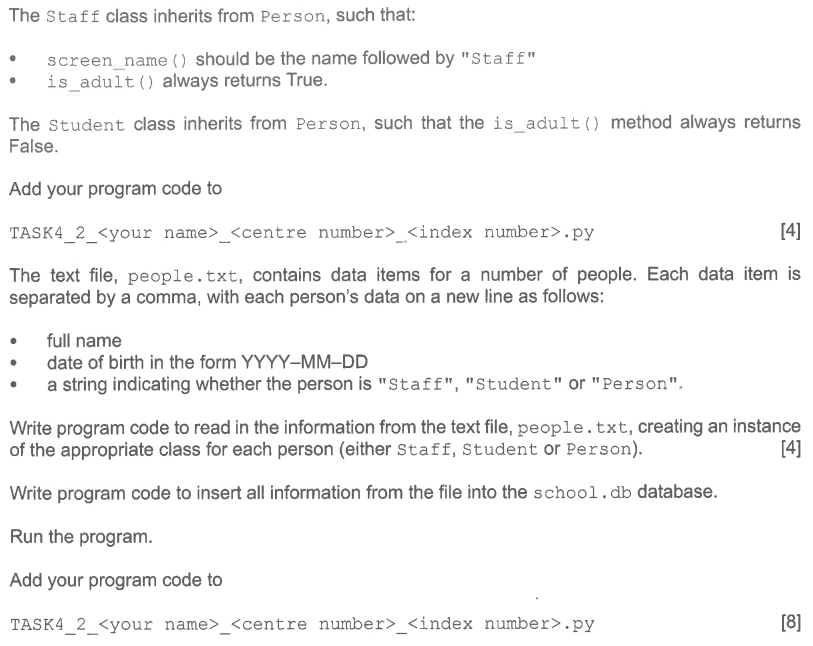 The Staff class inherits from Person, such that:
• screen_name() should be the name followed by "Staff"
• is_adult() always returns True.
The Student class inherits from Person, such that the is_adult() method always returns
False.
Add your program code to
TASK4_2_<your name>_<centre number>_<index number>.py [4]
The text file, people.txt, contains data items for a number of people. Each data item is
separated by a comma, with each person's data on a new line as follows:
• full name
• date of birth in the form YYYY–MM–DD
• a string indicating whether the person is "Staff", "Student" or "Person".
Write program code to read in the information from the text file, people.txt, creating an instance
of the appropriate class for each person (either Staff, Student or Person). [4]
Write program code to insert all information from the file into the school.db database.
Run the program.
Add your program code to
TASK4_2_<your name>_<centre number>_<index number>.py [8]